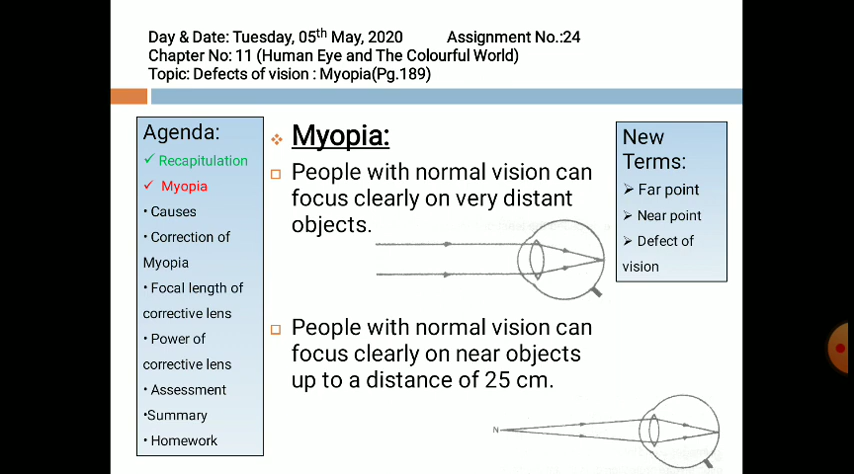 Day & Date: Tuesday, 05th May, 2020 Assignment No.:24
Chapter No: 11 (Human Eye and The Colourful World)
Topic: Defects of vision : Myopia(Pg.189)
Agenda:
✓ Recapitulation
✓ Myopia
• Causes
• Correction of
Myopia
• Focal length of
corrective lens
• Power of
corrective lens
• Assessment
•Summary
• Homework
❖ Myopia:
□ People with normal vision can
focus clearly on very distant
objects.
□ People with normal vision can
focus clearly on near objects
up to a distance of 25 cm.
N
New
Terms:
➢ Far point
➢ Near point
➢ Defect of
vision